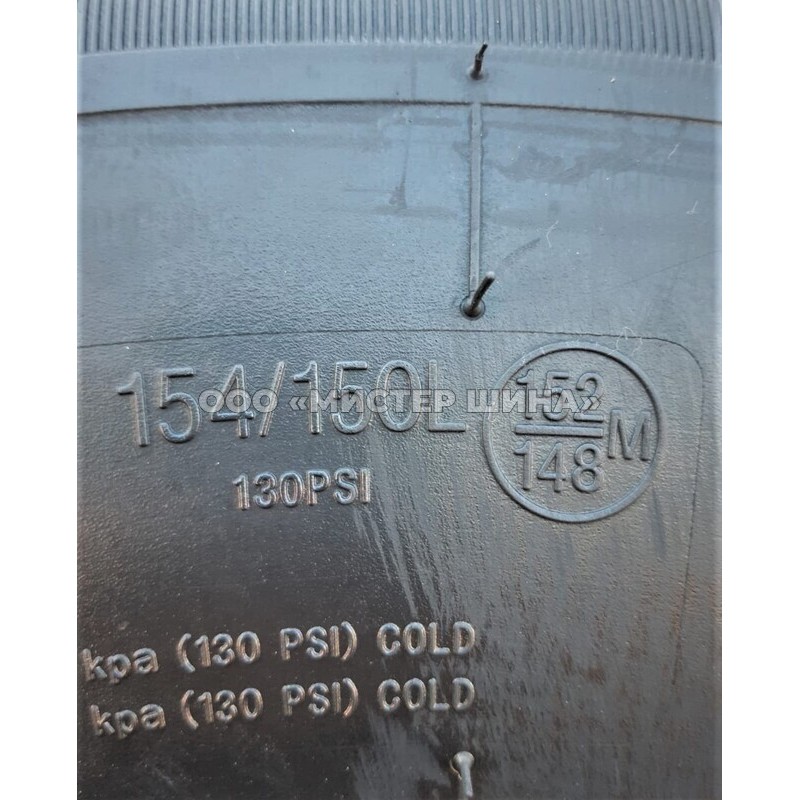 154/150L
ООО «МИСТЕР ШИНА»
152
148 M
130PSI
kpa (130 PSI) COLD
kpa (130 PSI) COLD